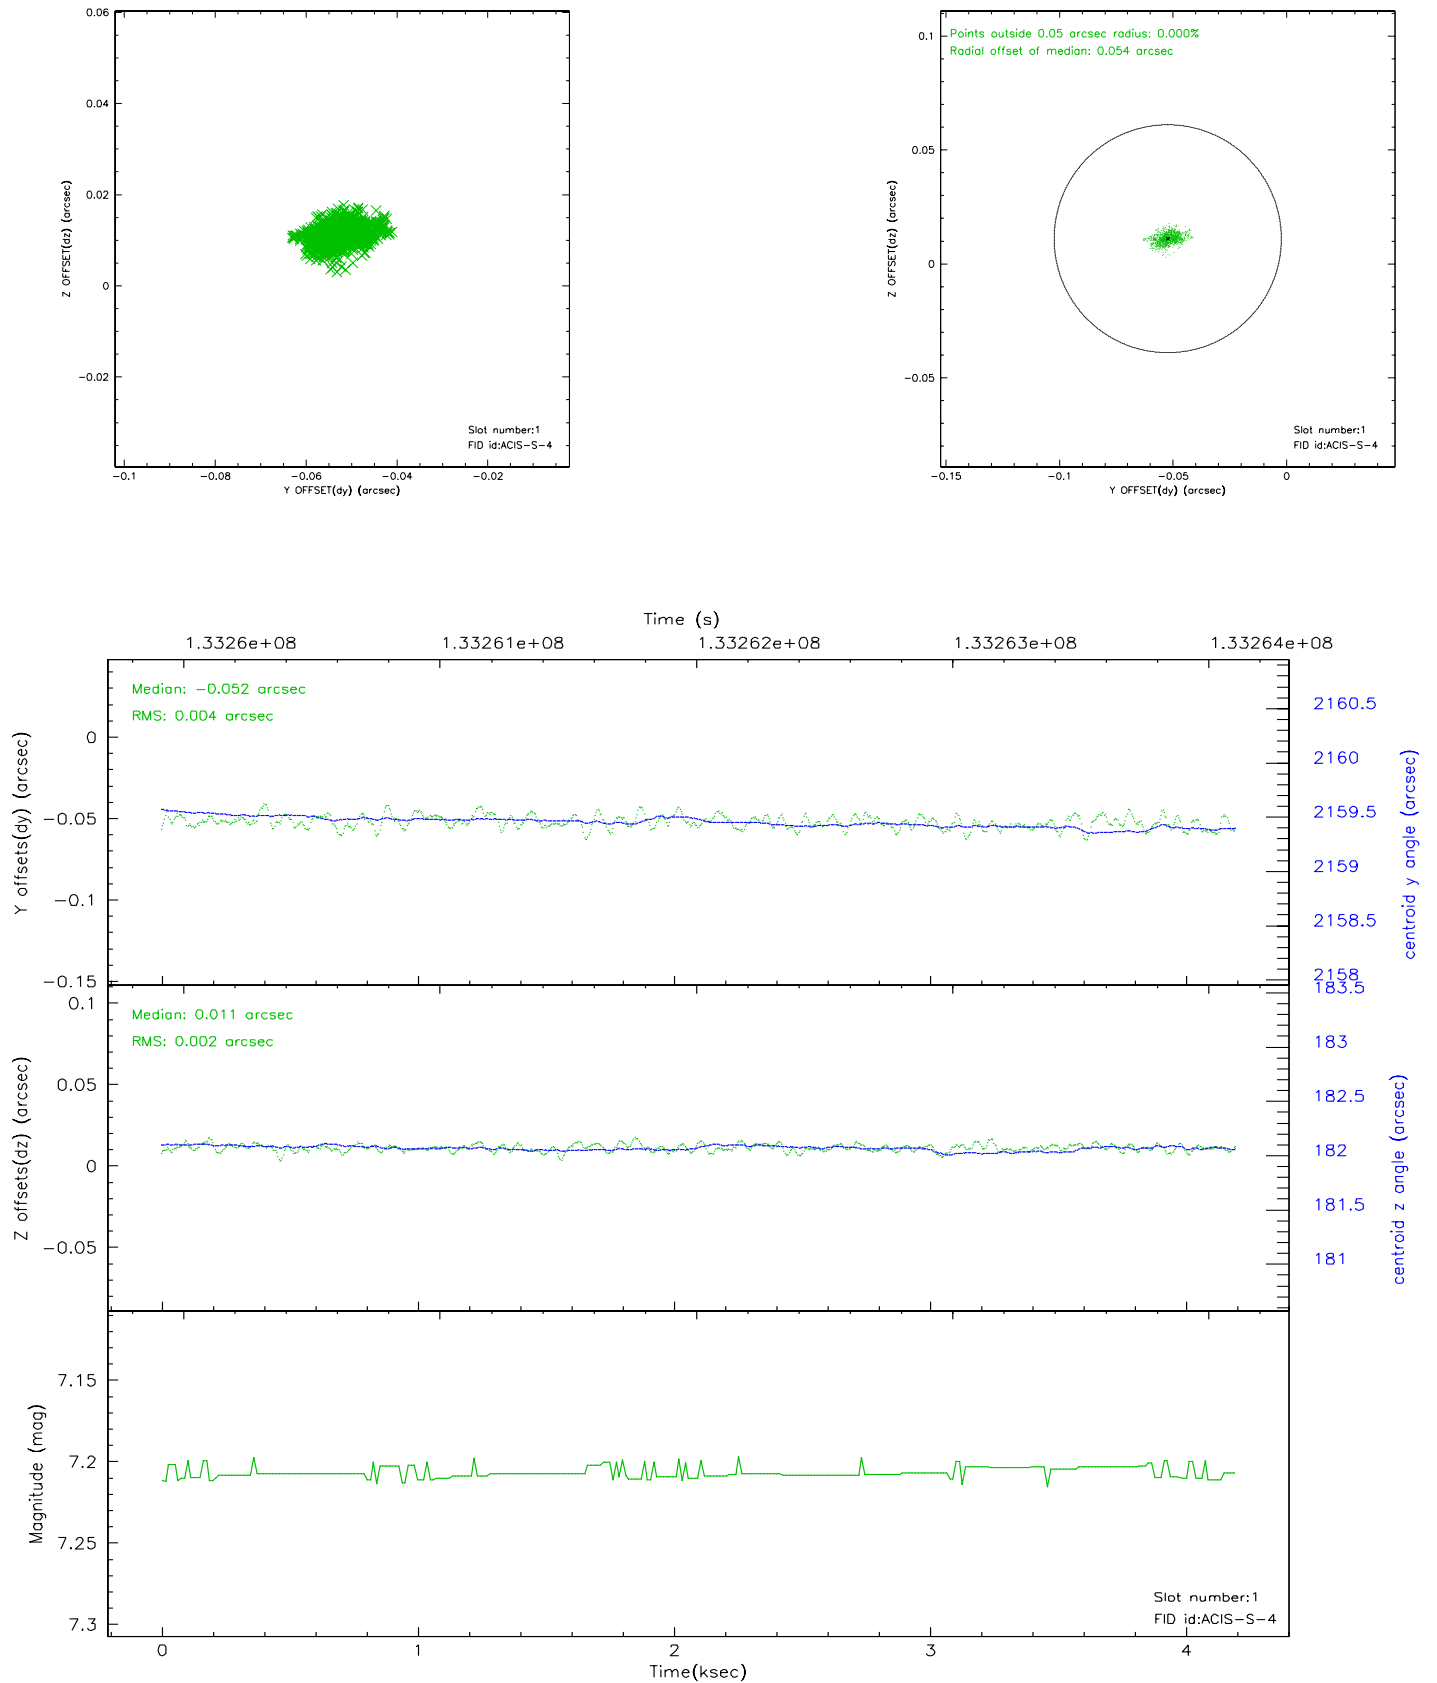 0.06
0.04
0.02
0
−0.02
Z OFFSET(dz) (arcsec)
Slot number:1
FID id:ACIS−S−4
−0.1 −0.08 −0.06 −0.04 −0.02
Y OFFSET(dy) (arcsec)
Points outside 0.05 arcsec radius: 0.000%
Radial offset of median: 0.054 arcsec
0.1
0.05
0
−0.05
Z OFFSET(dz) (arcsec)
Slot number:1
FID id:ACIS−S−4
−0.15 −0.1 −0.05 0
Y OFFSET(dy) (arcsec)
Time (s)
1.3326e+08 1.33261e+08 1.33262e+08 1.33263e+08 1.33264e+08
Median: −0.052 arcsec
RMS: 0.004 arcsec
0
−0.05
−0.1
−0.15
Y offsets(dy) (arcsec)
2160.5
2160
2159.5
2159
2158.5
2158
centroid y angle (arcsec)
Median: 0.011 arcsec
RMS: 0.002 arcsec
0.1
0.05
0
−0.05
Z offsets(dz) (arcsec)
183.5
183
182.5
182
181.5
181
centroid z angle (arcsec)
7.15
7.2
7.25
7.3
Magnitude (mag)
Slot number:1
FID id:ACIS−S−4
0 1 2 3 4
Time(ksec)